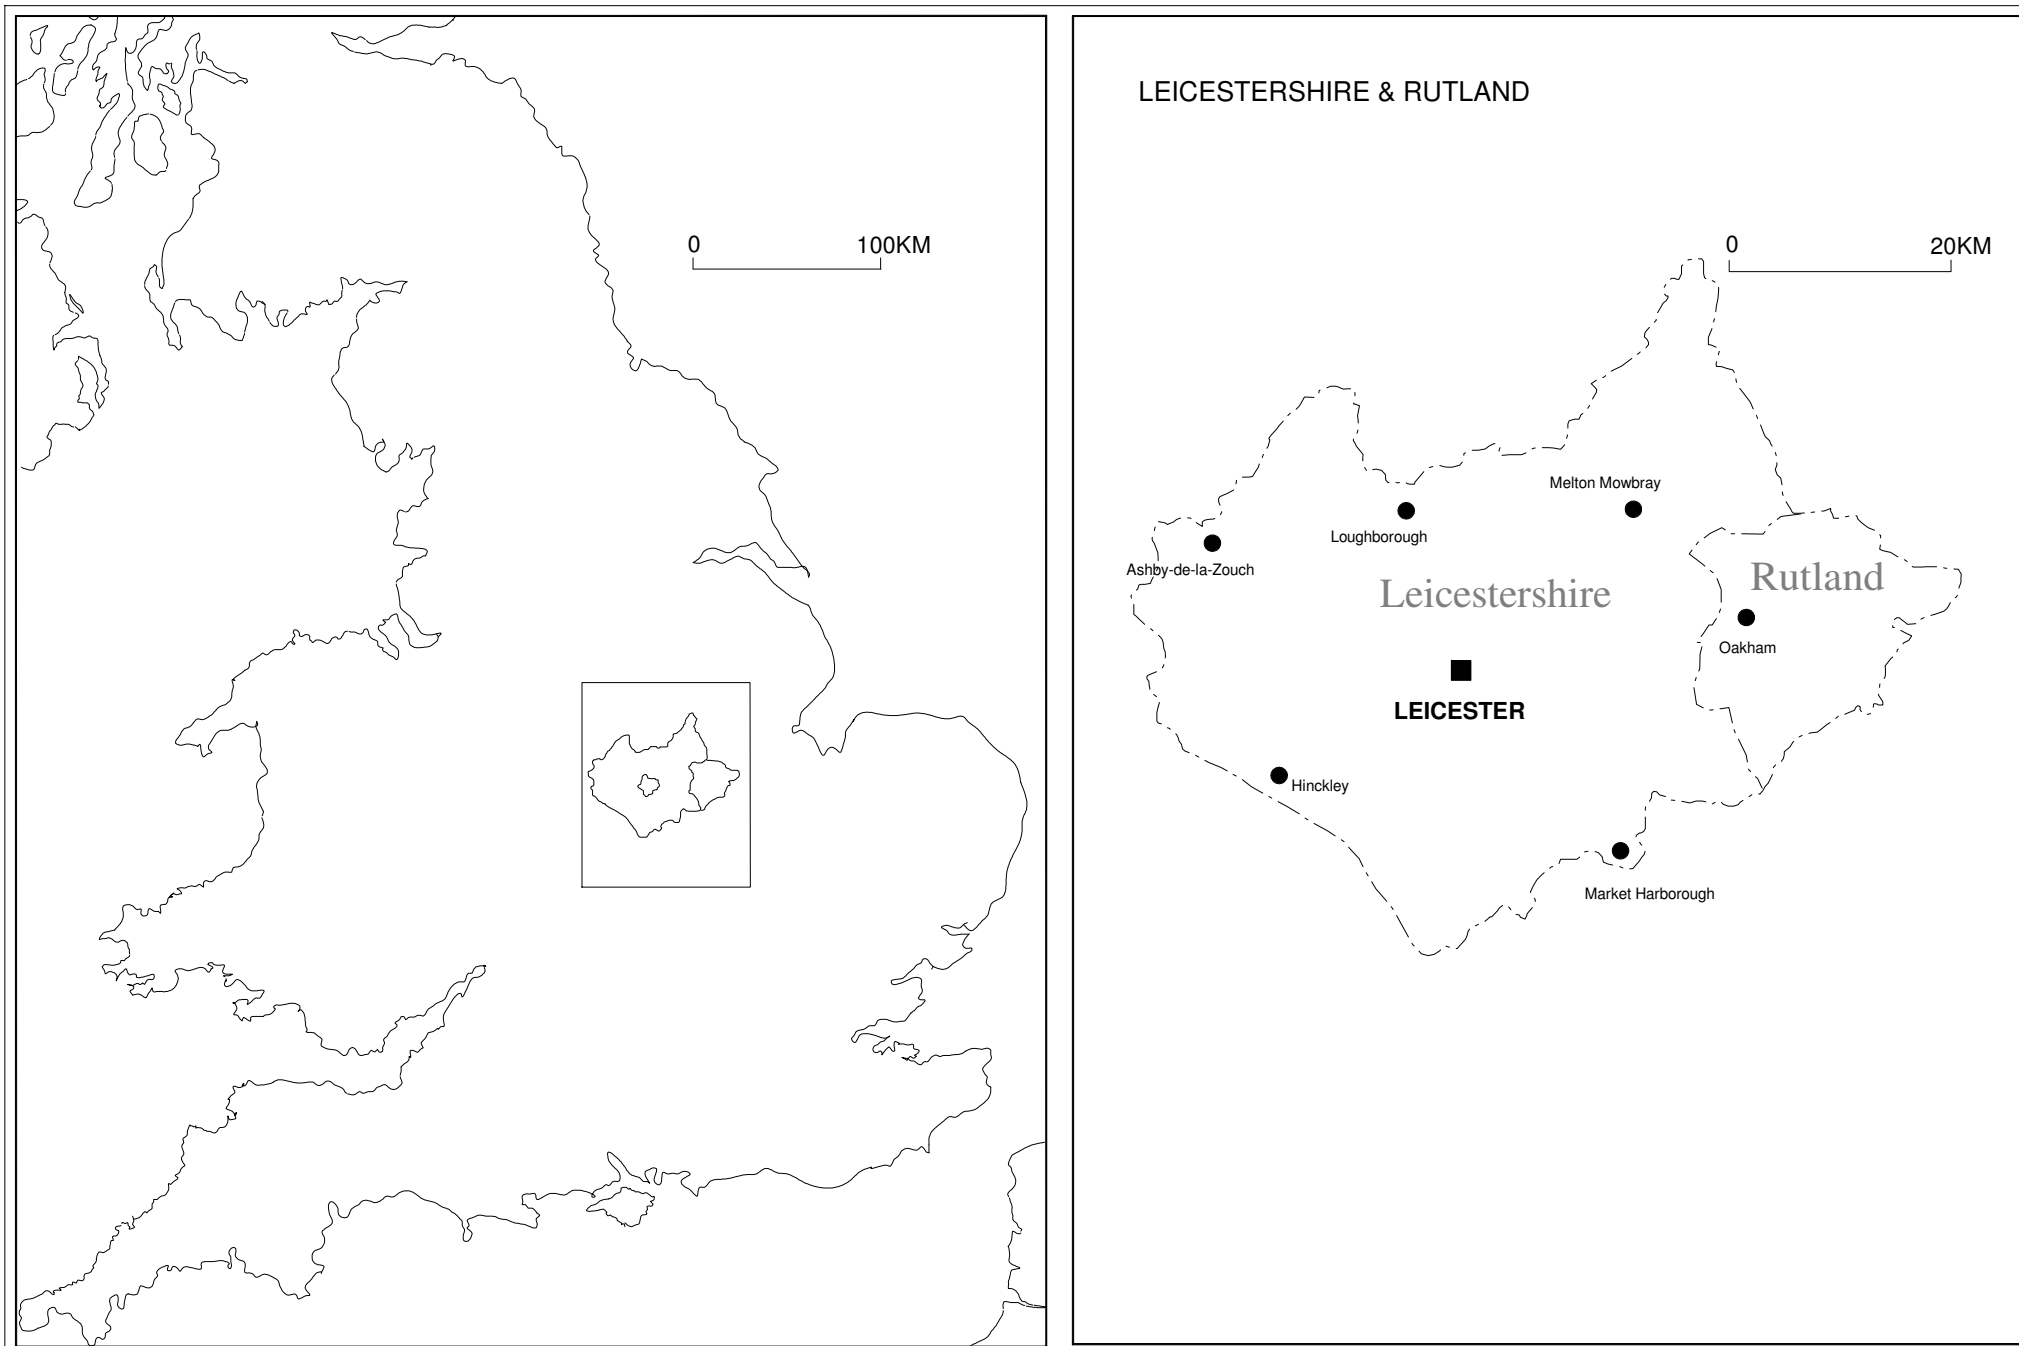 0 100KM
LEICESTERSHIRE & RUTLAND
0 20KM
Melton Mowbray
Loughborough
Ashby-de-la-Zouch
Leicestershire
Rutland
Oakham
LEICESTER
Hinckley
Market Harborough